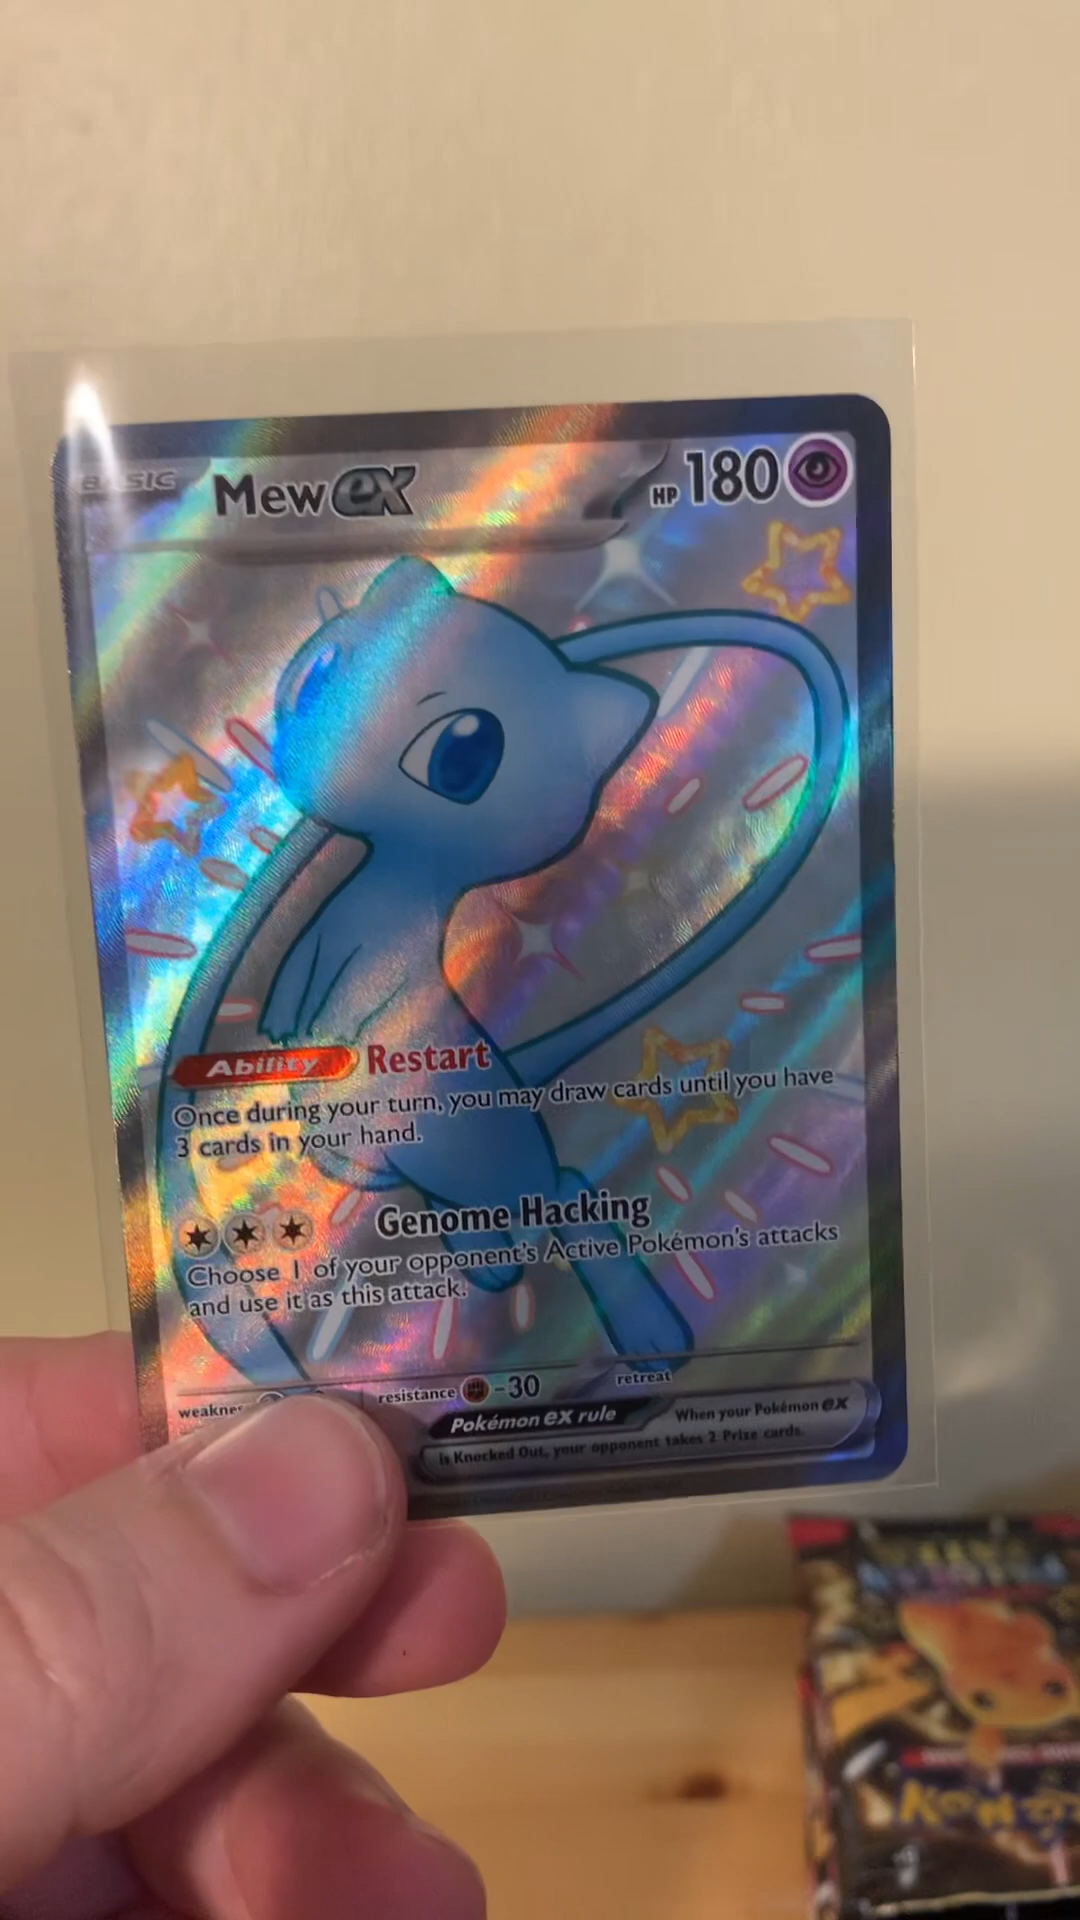 BASIC Mew ex HP 180
Ability Restart
Once during your turn, you may draw cards until you have
3 cards in your hand.
Genome Hacking
Choose 1 of your opponent's Active Pokémon's attacks
and use it as this attack.
resistance -30 retreat
Pokémon ex rule When your Pokémon ex
is Knocked Out, your opponent takes 2 Prize cards.